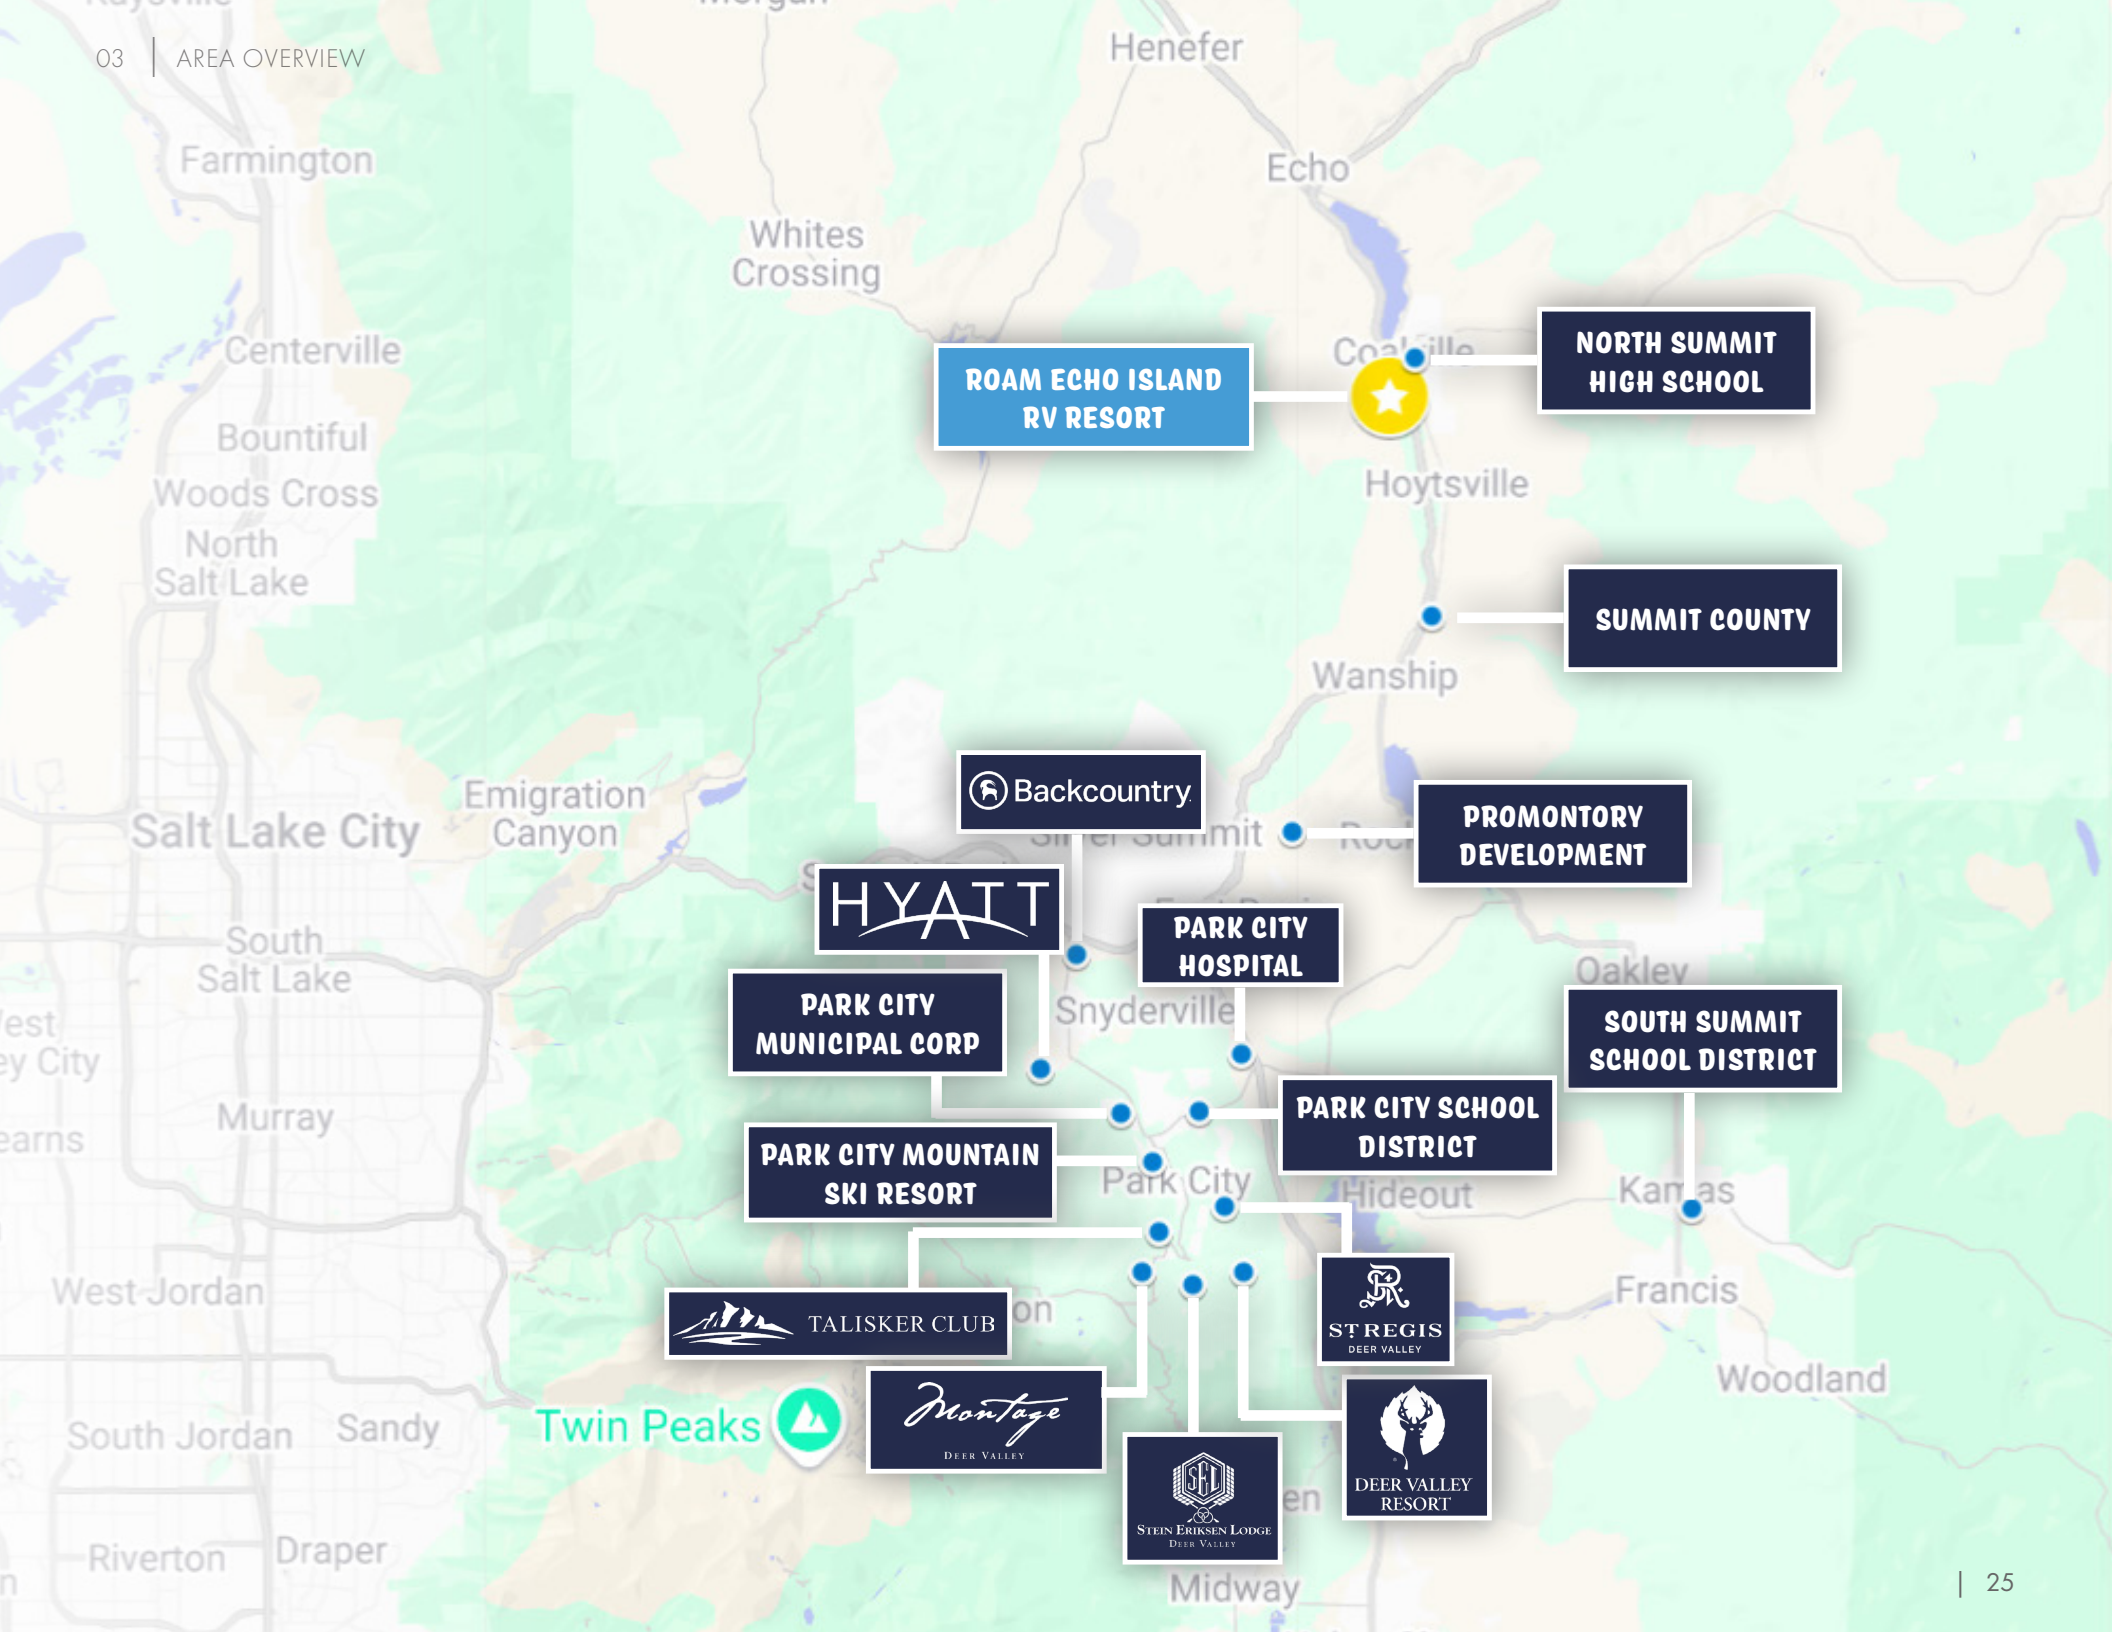 03 | AREA OVERVIEW
Henefer
Farmington
Echo
Whites
Crossing
Centerville
NORTH SUMMIT
HIGH SCHOOL
ROAM ECHO ISLAND
RV RESORT
Bountiful
Woods Cross
Hoytsville
North
Salt Lake
SUMMIT COUNTY
Wanship
Backcountry
Emigration
Canyon
Salt Lake City
PROMONTORY
DEVELOPMENT
HYATT
PARK CITY
HOSPITAL
South
Salt Lake
Oakley
PARK CITY
MUNICIPAL CORP
Snyderville
SOUTH SUMMIT
SCHOOL DISTRICT
Murray
PARK CITY SCHOOL
DISTRICT
PARK CITY MOUNTAIN
SKI RESORT
Park City
Hideout
Kamas
West Jordan
Francis
TALISKER CLUB
ST REGIS
DEER VALLEY
Woodland
Montage
DEER VALLEY
Twin Peaks
South Jordan
Sandy
SEL
STEIN ERIKSEN LODGE
DEER VALLEY
DEER VALLEY
RESORT
Riverton
Draper
Midway
| 25